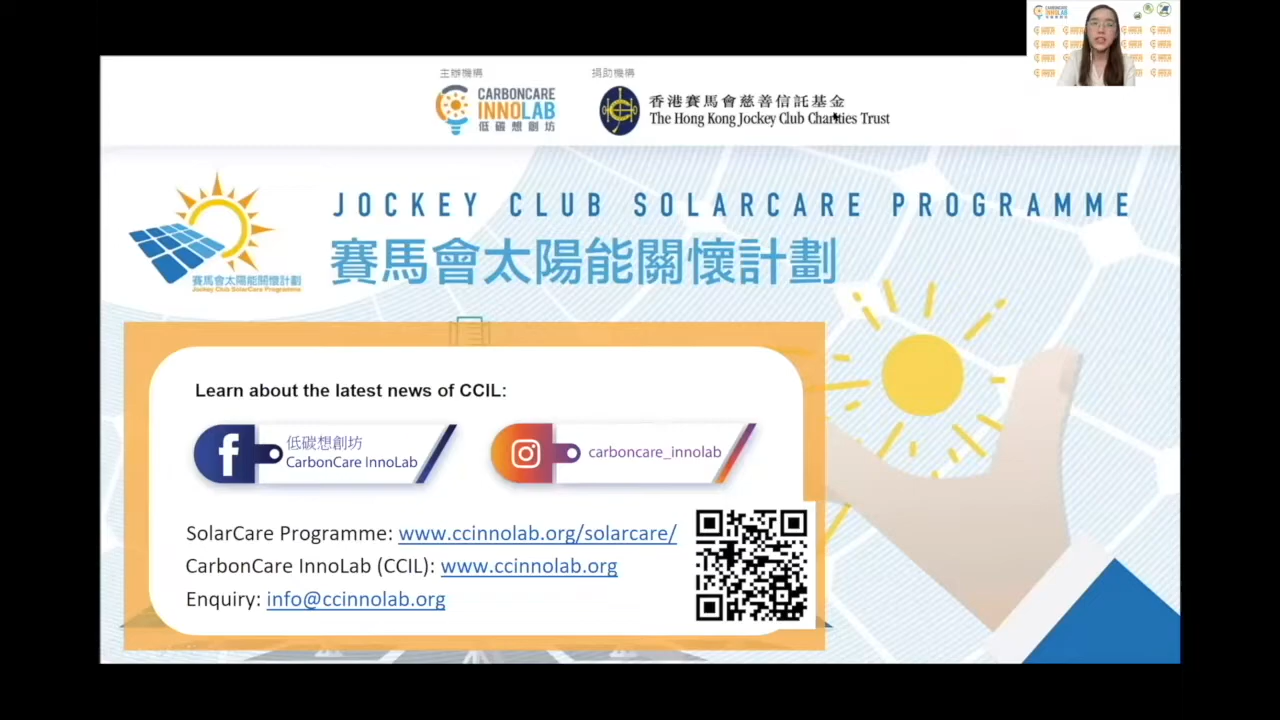 主辦機構
CARBONCARE
INNOLAB
低碳想創坊
捐助機構
香港賽馬會慈善信託基金
The Hong Kong Jockey Club Charities Trust
CARBONCARE
INNOLAB
JOCKEY CLUB SOLARCARE PROGRAMME
賽馬會太陽能關懷計劃
賽馬會太陽能關懷計劃
Jockey Club SolarCare Programme
Learn about the latest news of CCIL:
低碳想創坊
CarbonCare InnoLab
carboncare_innolab
SolarCare Programme: www.ccinnolab.org/solarcare/
CarbonCare InnoLab (CCIL): www.ccinnolab.org
Enquiry: info@ccinnolab.org